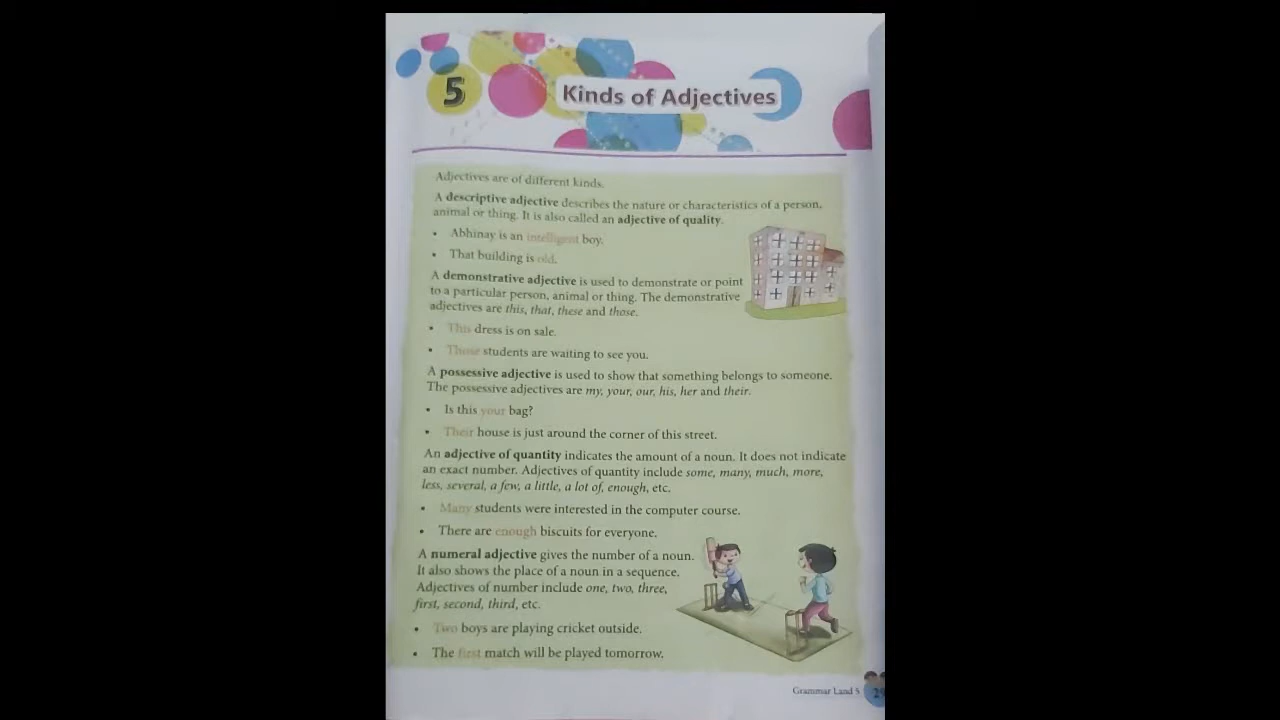 5
Kinds of Adjectives
Adjectives are of different kinds.
A descriptive adjective describes the nature or characteristics of a person,
animal or thing. It is also called an adjective of quality.
• Abhinay is an intelligent boy.
• That building is old.
A demonstrative adjective is used to demonstrate or point
to a particular person, animal or thing. The demonstrative
adjectives are this, that, these and those.
• This dress is on sale.
• Those students are waiting to see you.
A possessive adjective is used to show that something belongs to someone.
The possessive adjectives are my, your, our, his, her and their.
• Is this your bag?
• Their house is just around the corner of this street.
An adjective of quantity indicates the amount of a noun. It does not indicate
an exact number. Adjectives of quantity include some, many, much, more,
less, several, a few, a little, a lot of, enough, etc.
• Many students were interested in the computer course.
• There are enough biscuits for everyone.
A numeral adjective gives the number of a noun.
It also shows the place of a noun in a sequence.
Adjectives of number include one, two, three,
first, second, third, etc.
• Two boys are playing cricket outside.
• The first match will be played tomorrow.
Grammar Land 5